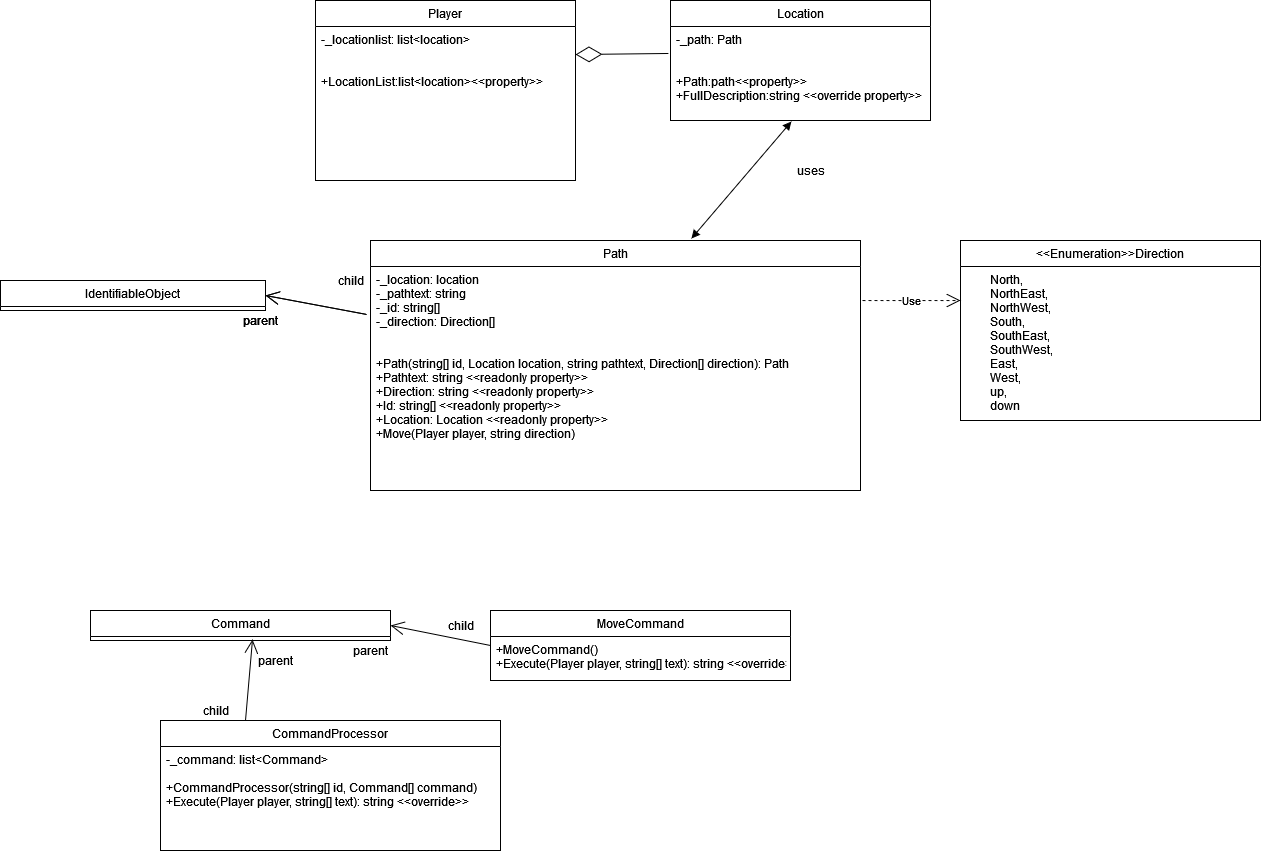 Player
-_locationlist: list<location>
+LocationList:list<location><<property>>
Location
-_path: Path
+Path:path<<property>>
+FullDescription:string <<override property>>
uses
IdentifiableObject
parent
child
Path
-_location: location
-_pathtext: string
-_id: string[]
-_direction: Direction[]
+Path(string[] id, Location location, string pathtext, Direction[] direction): Path
+Pathtext: string <<readonly property>>
+Direction: string <<readonly property>>
+Id: string[] <<readonly property>>
+Location: Location <<readonly property>>
+Move(Player player, string direction)
Use
<<Enumeration>>Direction
North,
NorthEast,
NorthWest,
South,
SouthEast,
SouthWest,
East,
West,
up,
down
Command
parent
parent
child
MoveCommand
+MoveCommand()
+Execute(Player player, string[] text): string <<override
child
CommandProcessor
-_command: list<Command>
+CommandProcessor(string[] id, Command[] command)
+Execute(Player player, string[] text): string <<override>>